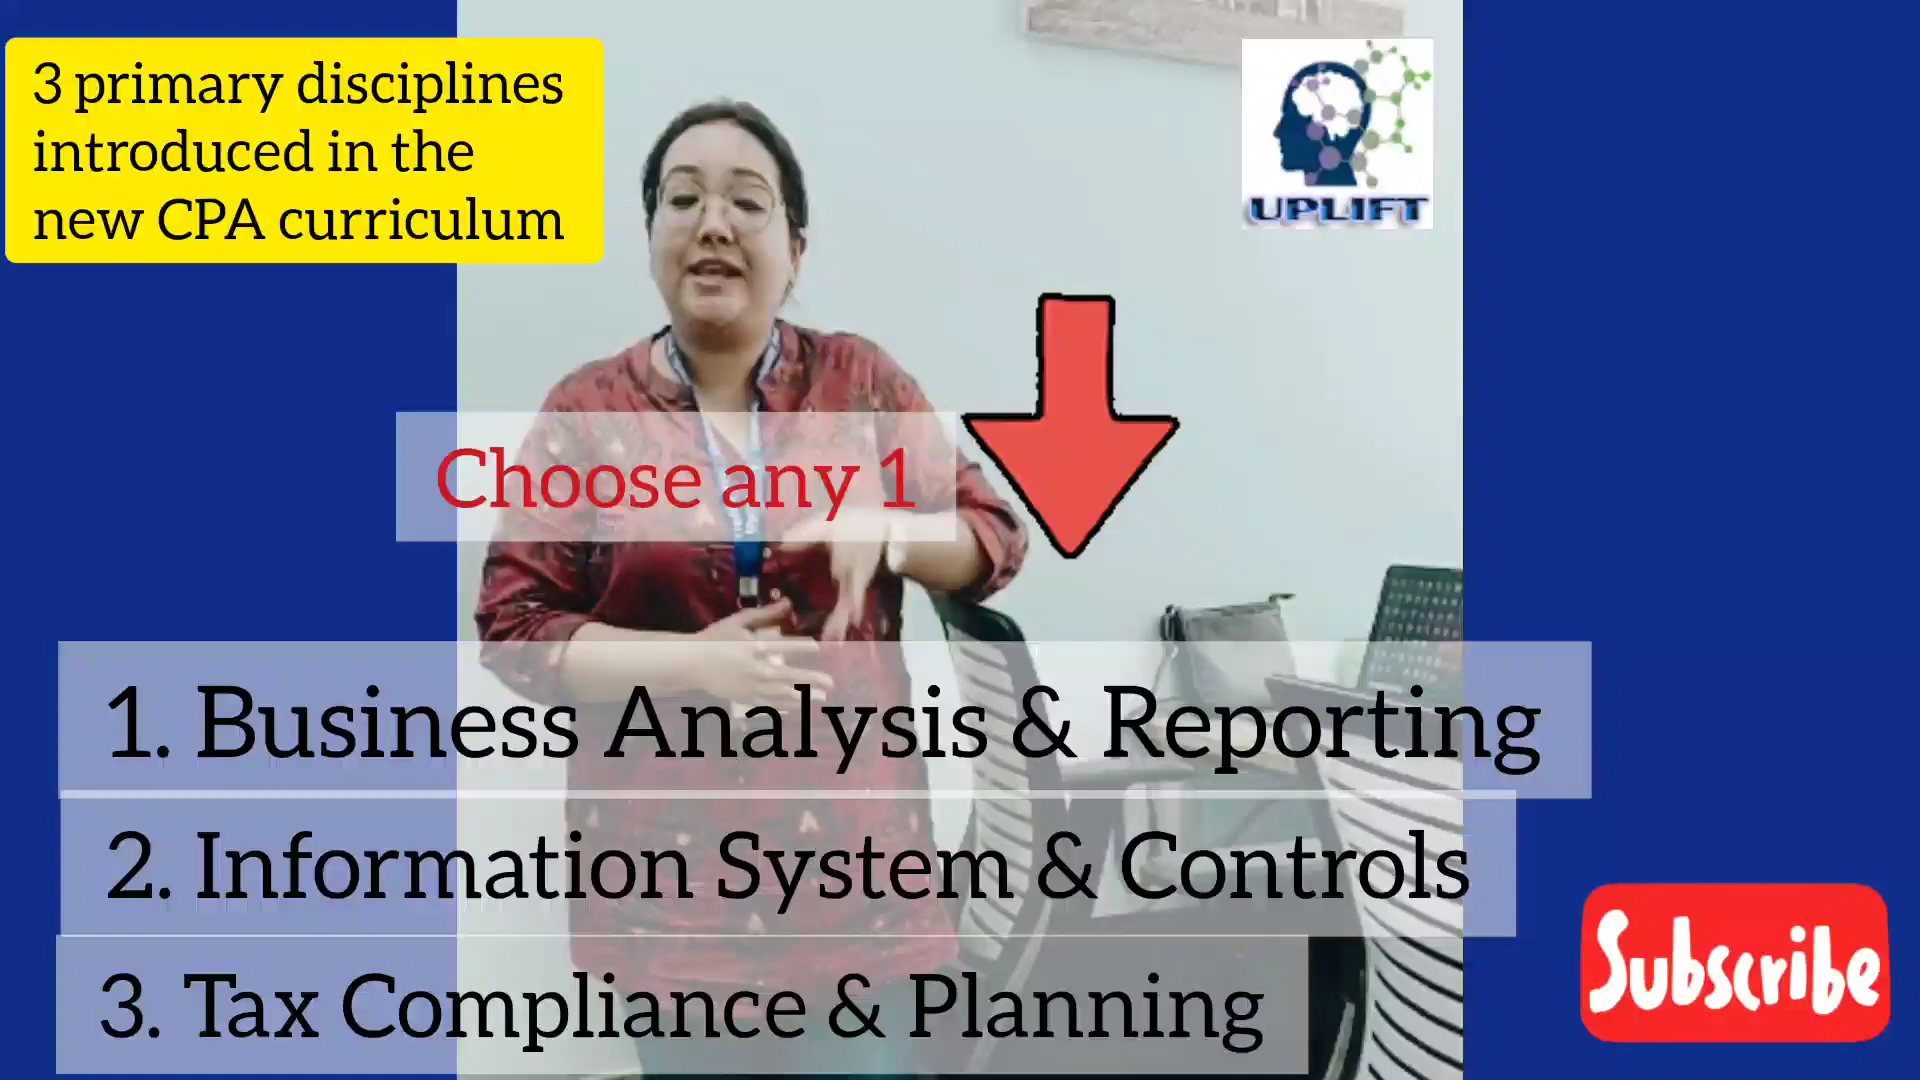 3 primary disciplines
introduced in the
new CPA curriculum
UPLIFT
Choose any 1
1. Business Analysis & Reporting
2. Information System & Controls
3. Tax Compliance & Planning
Subscribe